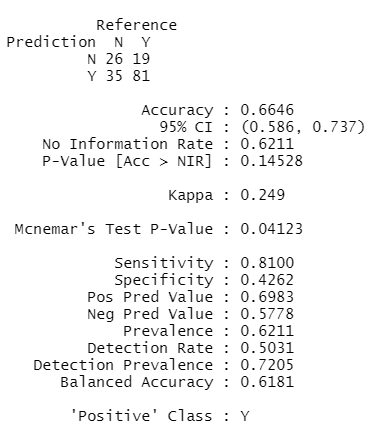 Reference
Prediction N Y
N 26 19
Y 35 81
Accuracy : 0.6646
95% CI : (0.586, 0.737)
No Information Rate : 0.6211
P-Value [Acc > NIR] : 0.14528
Kappa : 0.249
Mcnemar's Test P-Value : 0.04123
Sensitivity : 0.8100
Specificity : 0.4262
Pos Pred Value : 0.6983
Neg Pred Value : 0.5778
Prevalence : 0.6211
Detection Rate : 0.5031
Detection Prevalence : 0.7205
Balanced Accuracy : 0.6181
'Positive' Class : Y